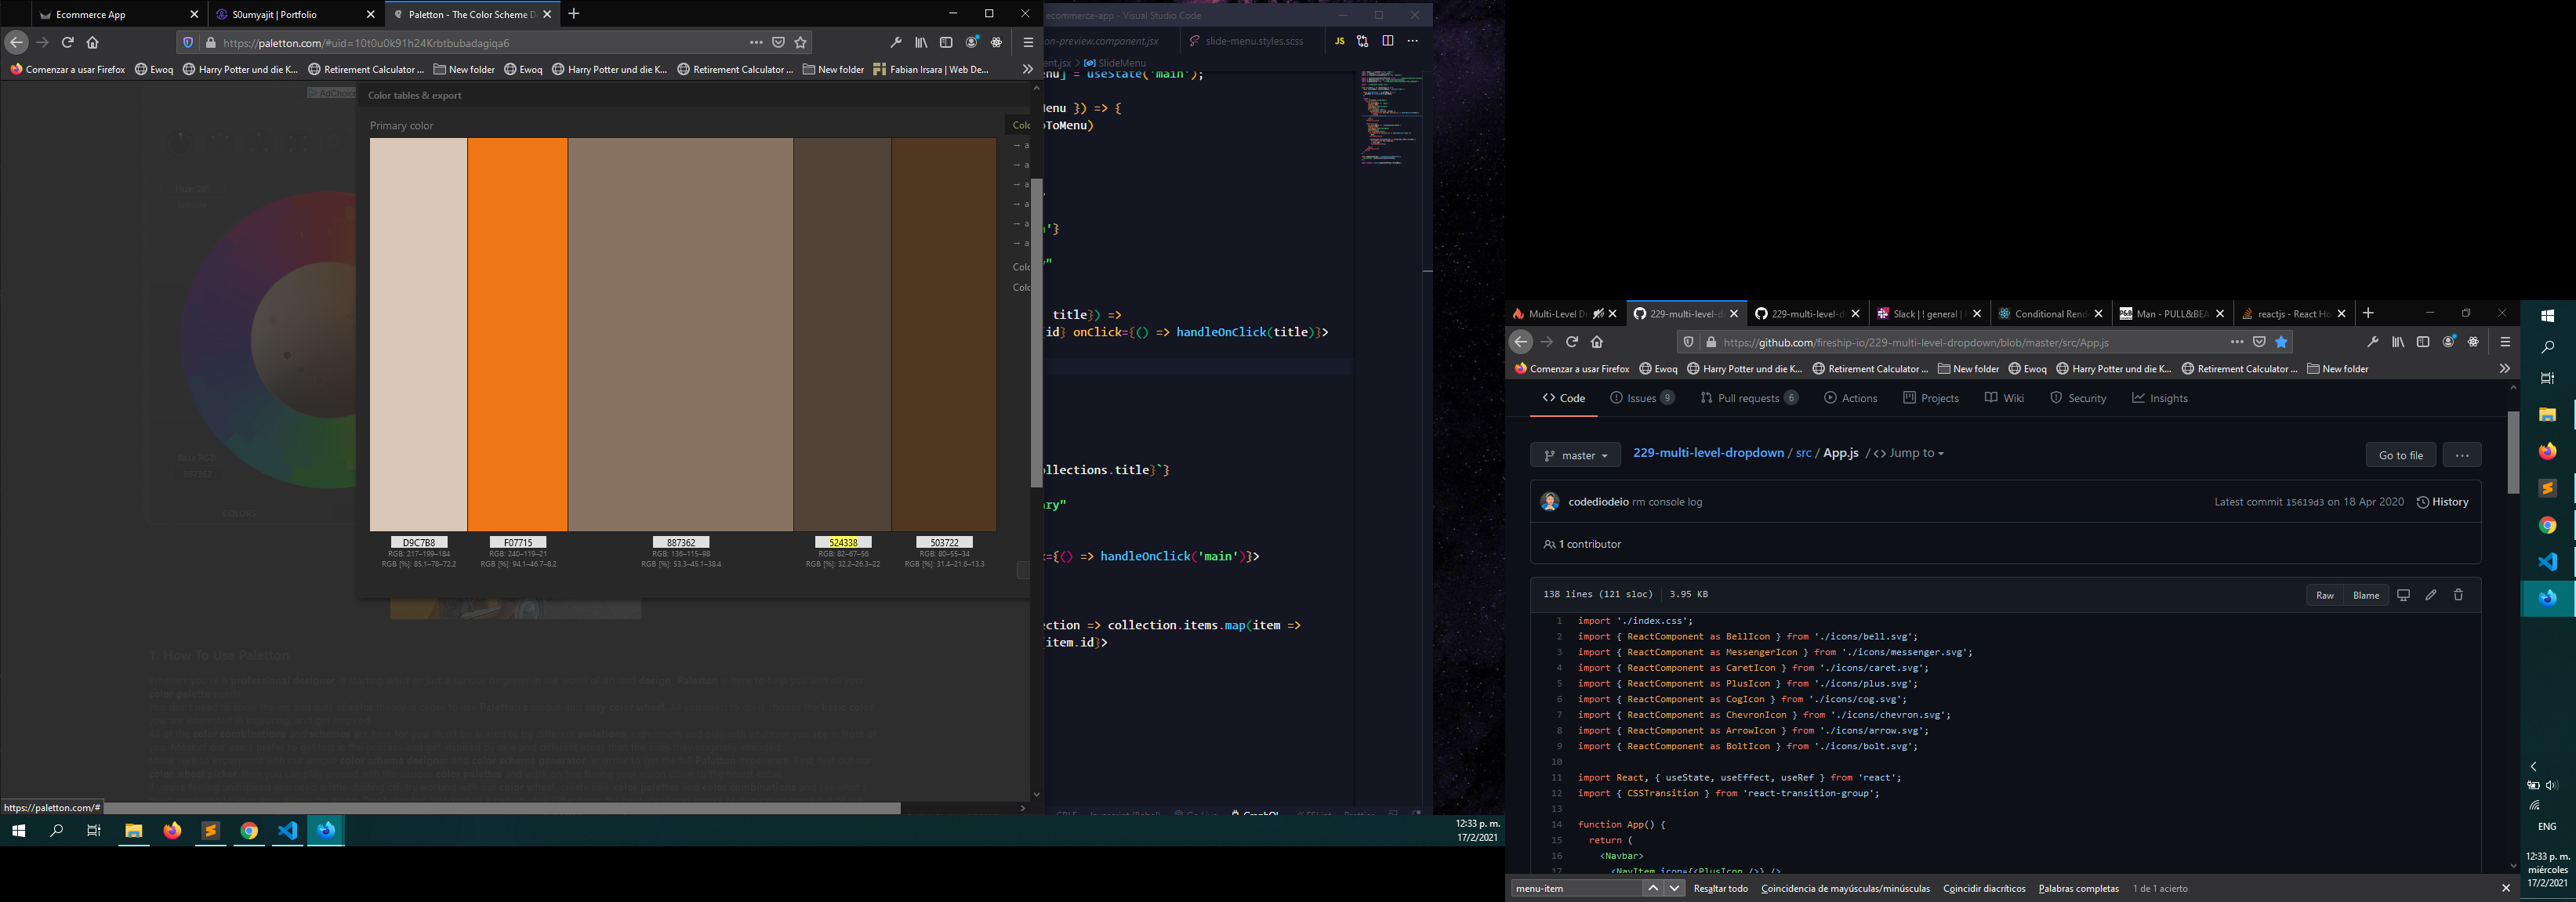 Ecommerce App
S0umyajit | Portfolio
Paletton - The Color Scheme D
https://paletton.com/#uid=10t0u0k91h24Krbtbubadagiqa6
Comenzar a usar Firefox
Ewoq
Harry Potter und die K...
Retirement Calculator ...
New folder
Ewoq
Harry Potter und die K...
Retirement Calculator ...
New folder
Fabian Irsara | Web De...
AdChoice
Color tables & export
Primary color
Colo
→ a
→ a
→ a
→ a
→ a
→ a
Colo
Colo
Base RGB
887362
COLORS
D9C7B8
RGB: 217-199-184
RGB [%]: 85.1-78-72.2
F07715
RGB: 240-119-21
RGB [%]: 94.1-46.7-8.2
887362
RGB: 136-115-98
RGB [%]: 53.3-45.1-38.4
524338
RGB: 82-67-56
RGB [%]: 32.2-26.3-22
503722
RGB: 80-55-34
RGB [%]: 31.4-21.6-13.3
1. How To Use Paletton
https://paletton.com/#
12:33 p. m.
17/2/2021
ecommerce-app - Visual Studio Code
on-preview.component.jsx
slide-menu.styles.scss
JS
ent.jsx > SlideMenu
enu] = useState('main');
Menu }) => {
oToMenu)
'}
y"
title}) =>
id} onClick={() => handleOnClick(title)}>
ollections.title}`}
ary"
k={() => handleOnClick('main')}>
ection => collection.items.map(item =>
item.id}>
Multi-Level D
229-multi-level-d
229-multi-level-d
Slack | ! general |
Conditional Rend
Man - PULL&BEA
reactjs - React Ho
https://github.com/fireship-io/229-multi-level-dropdown/blob/master/src/App.js
Comenzar a usar Firefox
Ewoq
Harry Potter und die K...
Retirement Calculator ...
New folder
Ewoq
Harry Potter und die K...
Retirement Calculator ...
New folder
Code
Issues 9
Pull requests 6
Actions
Projects
Wiki
Security
Insights
master
229-multi-level-dropdown / src / App.js / <> Jump to
Go to file
codediodeio rm console log
Latest commit 15619d3 on 18 Apr 2020
History
1 contributor
138 lines (121 sloc) | 3.95 KB
Raw
Blame
1 import './index.css';
2 import { ReactComponent as BellIcon } from './icons/bell.svg';
3 import { ReactComponent as MessengerIcon } from './icons/messenger.svg';
4 import { ReactComponent as CaretIcon } from './icons/caret.svg';
5 import { ReactComponent as PlusIcon } from './icons/plus.svg';
6 import { ReactComponent as CogIcon } from './icons/cog.svg';
7 import { ReactComponent as ChevronIcon } from './icons/chevron.svg';
8 import { ReactComponent as ArrowIcon } from './icons/arrow.svg';
9 import { ReactComponent as BoltIcon } from './icons/bolt.svg';
10
11 import React, { useState, useEffect, useRef } from 'react';
12 import { CSSTransition } from 'react-transition-group';
13
14 function App() {
15 return (
16 <Navbar>
17 <NavItem icon={<PlusIcon />} />
menu-item
Resaltar todo
Coincidencia de mayúsculas/minúsculas
Coincidir diacríticos
Palabras completas
1 de 1 acierto
ENG
12:33 p. m.
miércoles
17/2/2021